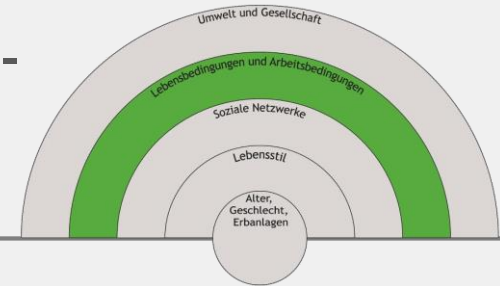 Umwelt und Gesellschaft
Lebensbedingungen und Arbeitsbedingungen
Soziale Netzwerke
Lebensstil
Alter,
Geschlecht,
Erbanlagen